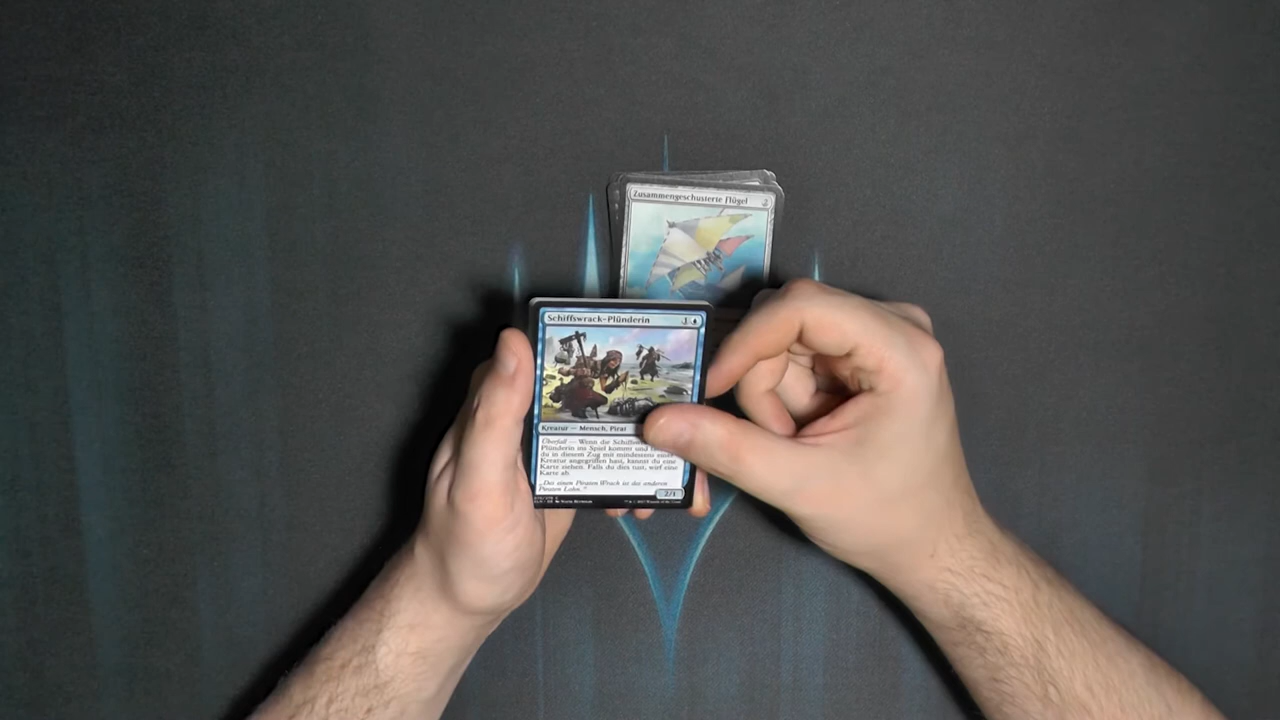 Zusammengeschusterte Flügel 2
Schiffswrack-Plünderin 1
Kreatur — Mensch, Pirat
Überfall — Wenn die Schiffswrack-
Plünderin ins Spiel kommt und
du in diesem Zug mit mindestens einer
Kreatur angegriffen hast, kannst du eine
Karte ziehen. Falls du dies tust, wirf eine
Karte ab.
„Des einen Piraten Wrack ist des anderen
Piraten Lohn."
2/1